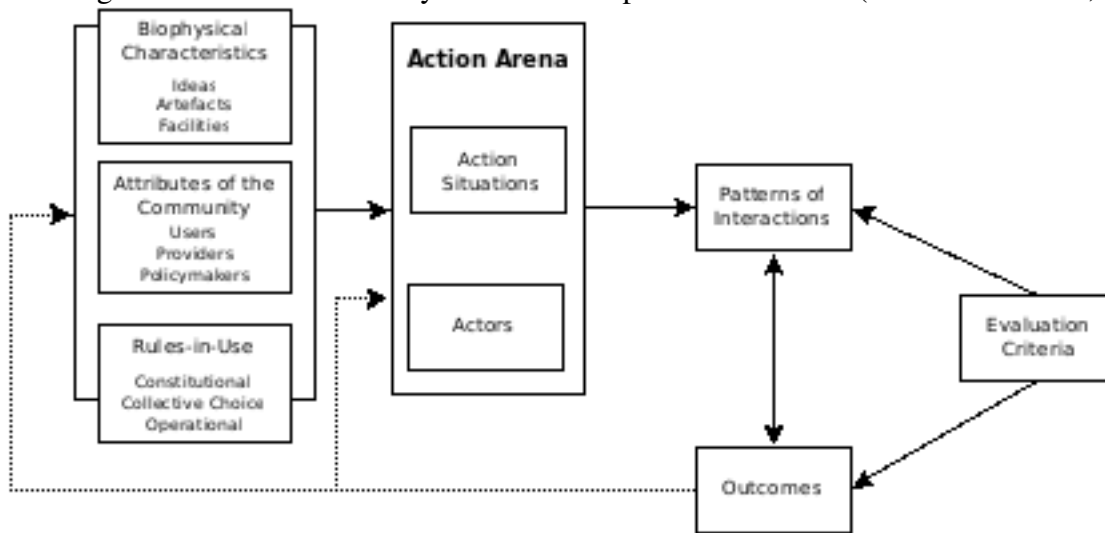 Biophysical
Characteristics
Ideas
Artefacts
Facilities
Attributes of the
Community
Users
Providers
Policymakers
Rules-in-Use
Constitutional
Collective Choice
Operational
Action Arena
Action
Situations
Actors
Patterns of
Interactions
Outcomes
Evaluation
Criteria